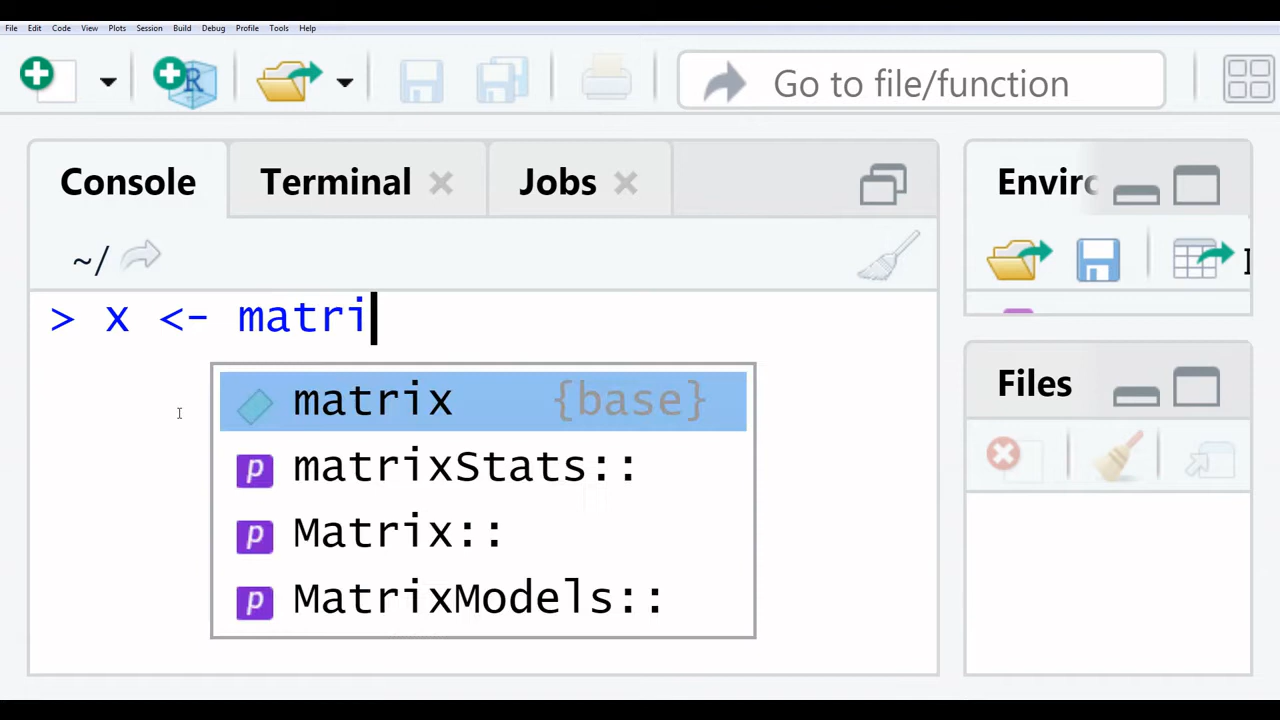 File Edit Code View Plots Session Build Debug Profile Tools Help
Go to file/function
Console Terminal Jobs
~/
> x <- matri
matrix {base}
matrixStats::
Matrix::
MatrixModels::
Files